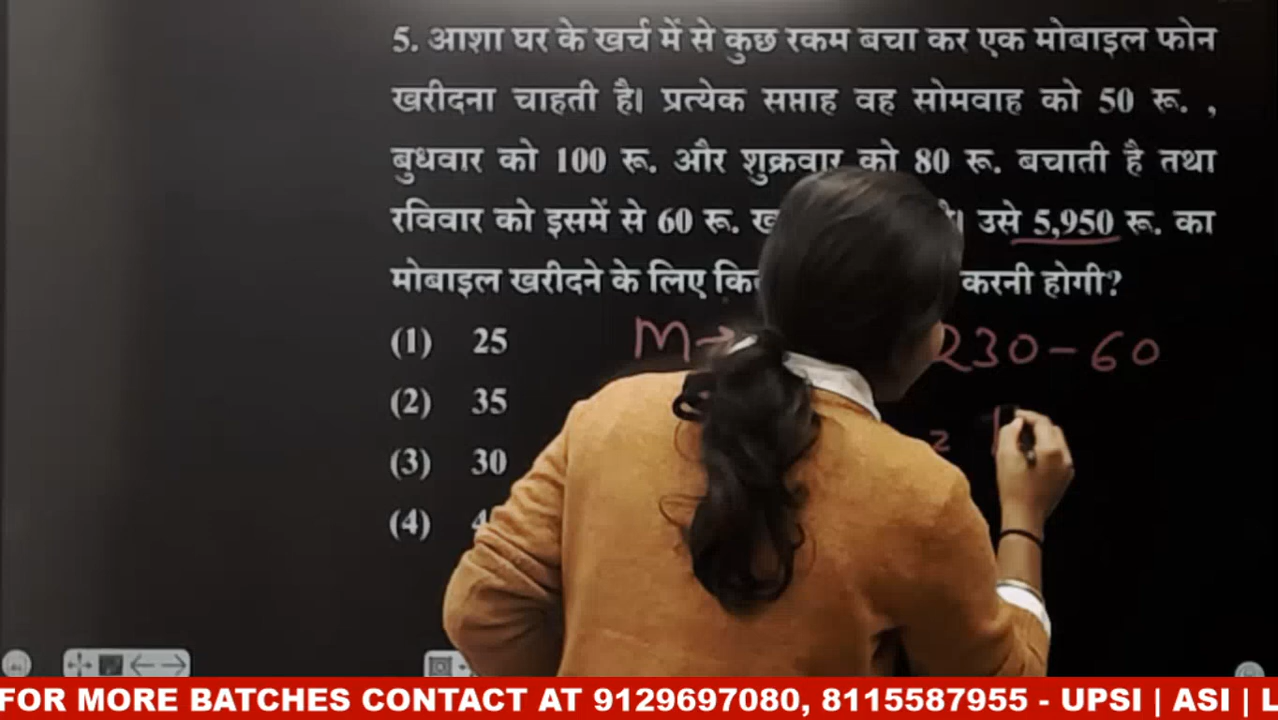 5. आशा घर के खर्च में से कुछ रकम बचा कर एक मोबाइल फोन
खरीदना चाहती है। प्रत्येक सप्ताह वह सोमवाह को 50 रू. ,
बुधवार को 100 रू. और शुक्रवार को 80 रू. बचाती है तथा
रविवार को इसमें से 60 रू. उसे 5,950 रू. का
मोबाइल खरीदने के लिए करनी होगी?
(1) 25
M→ 230-60
(2) 35
=
(3) 30
(4)
FOR MORE BATCHES CONTACT AT 9129697080, 8115587955 - UPSI | ASI |